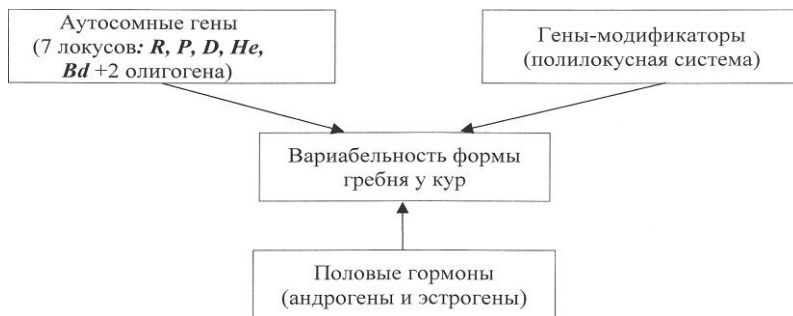 Аутосомные гены
(7 локусов: R, P, D, He,
Bd +2 олигогена)
Гены-модификаторы
(полилокусная система)
Вариабельность формы
гребня у кур
Половые гормоны
(андрогены и эстрогены)